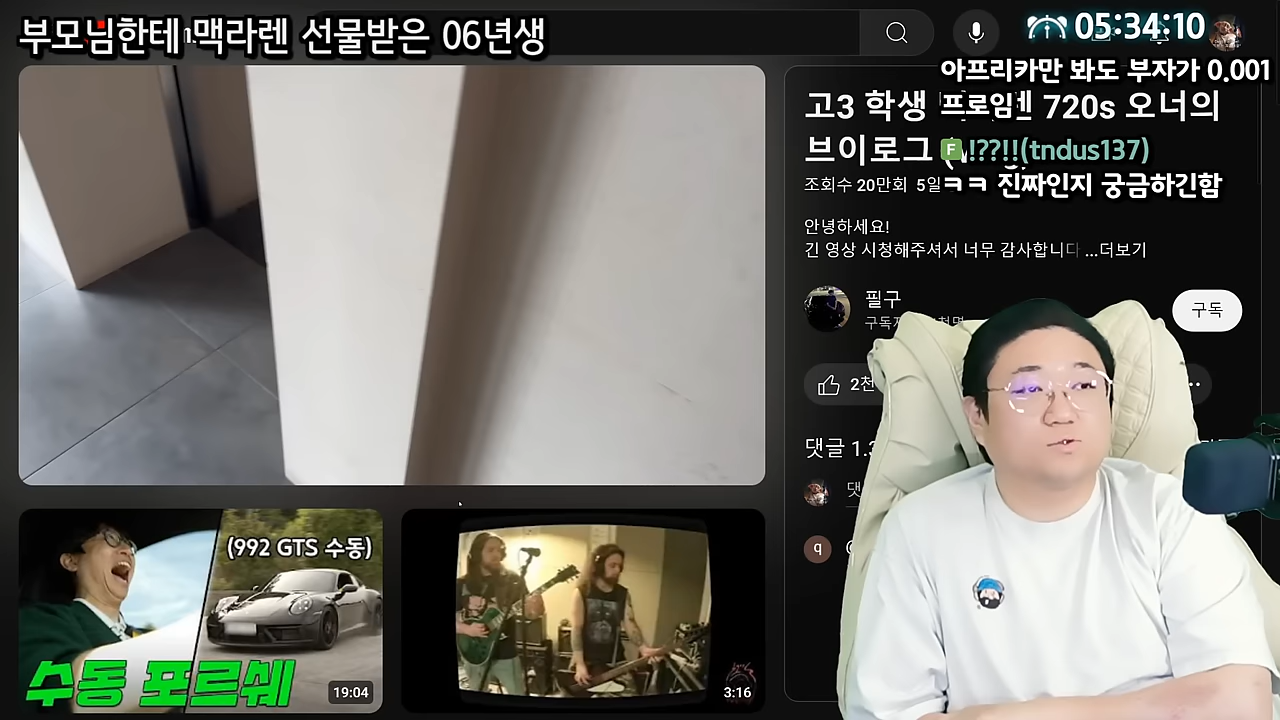 부모님한테 맥라렌 선물받은 06년생
05:34:10
아프리카만 봐도 부자가 0.001
고3 학생 프로임렌 720s 오너의
브이로그
F !??!!(tndus137)
조회수 20만회 5일
ㅋㅋ 진짜인지 궁금하긴함
안녕하세요!
긴 영상 시청해주셔서 너무 감사합니다 ...더보기
필구
구독
2천
댓글 1.3
댓
q
(992 GTS 수동)
수동 포르쉐
19:04
3:16